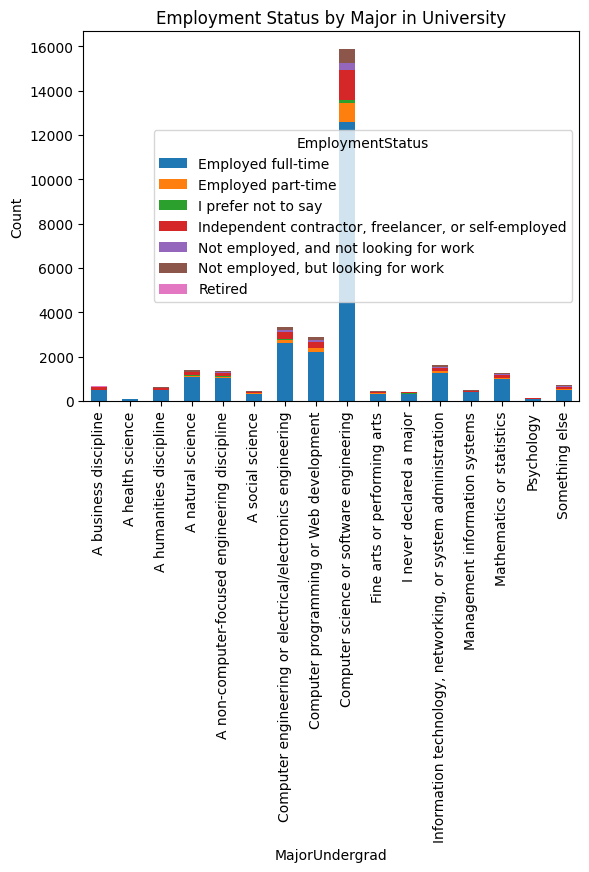 Employment Status by Major in University
16000
14000
12000
10000
8000
6000
4000
2000
0
Count
EmploymentStatus
Employed full-time
Employed part-time
I prefer not to say
Independent contractor, freelancer, or self-employed
Not employed, and not looking for work
Not employed, but looking for work
Retired
A business discipline
A health science
A humanities discipline
A natural science
A non-computer-focused engineering discipline
A social science
Computer engineering or electrical/electronics engineering
Computer programming or Web development
Computer science or software engineering
Fine arts or performing arts
I never declared a major
Information technology, networking, or system administration
Management information systems
Mathematics or statistics
Psychology
Something else
MajorUndergrad